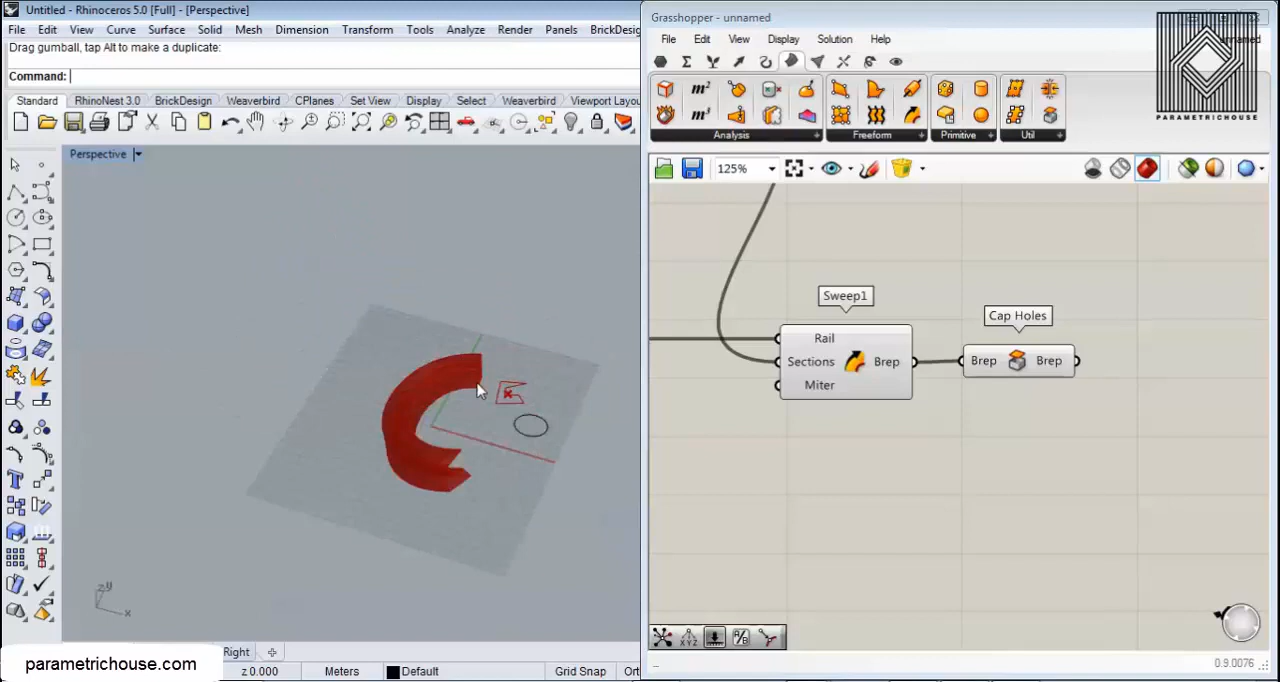 Untitled - Rhinoceros 5.0 [Full] - [Perspective]
File Edit View Curve Surface Solid Mesh Dimension Transform Tools Analyze Render Panels BrickDesig
Drag gumball, tap Alt to make a duplicate:
Command:
Standard RhinoNest 3.0 BrickDesign Weaverbird CPlanes Set View Display Select Weaverbird Viewport Layou
Perspective
z y
x
Right
z 0.000 Meters Default Grid Snap Ort
parametrichouse.com
Grasshopper - unnamed
unnamed
File Edit View Display Solution Help
PARAMETRICHOUSE
m²
m³
Analysis Freeform Primitive Util
125%
Sweep1
Rail
Sections Brep
Miter
Cap Holes
Brep Brep
XYZ A/B
0.9.0076